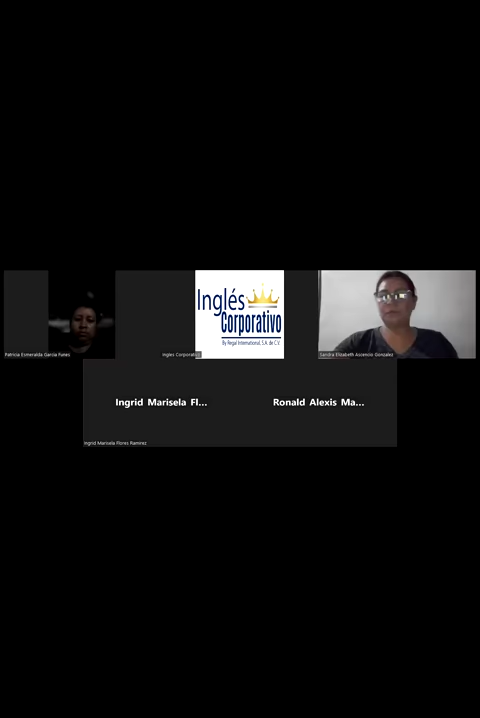 Inglés
Corporativo
By Regal International, S.A. de C.V.
Patricia Esmeralda García Funes
Ingles Corporativo
Sandra Elizabeth Ascencio Gonzalez
Ingrid Marisela Fl...
Ronald Alexis Ma...
Ingrid Marisela Flores Ramirez